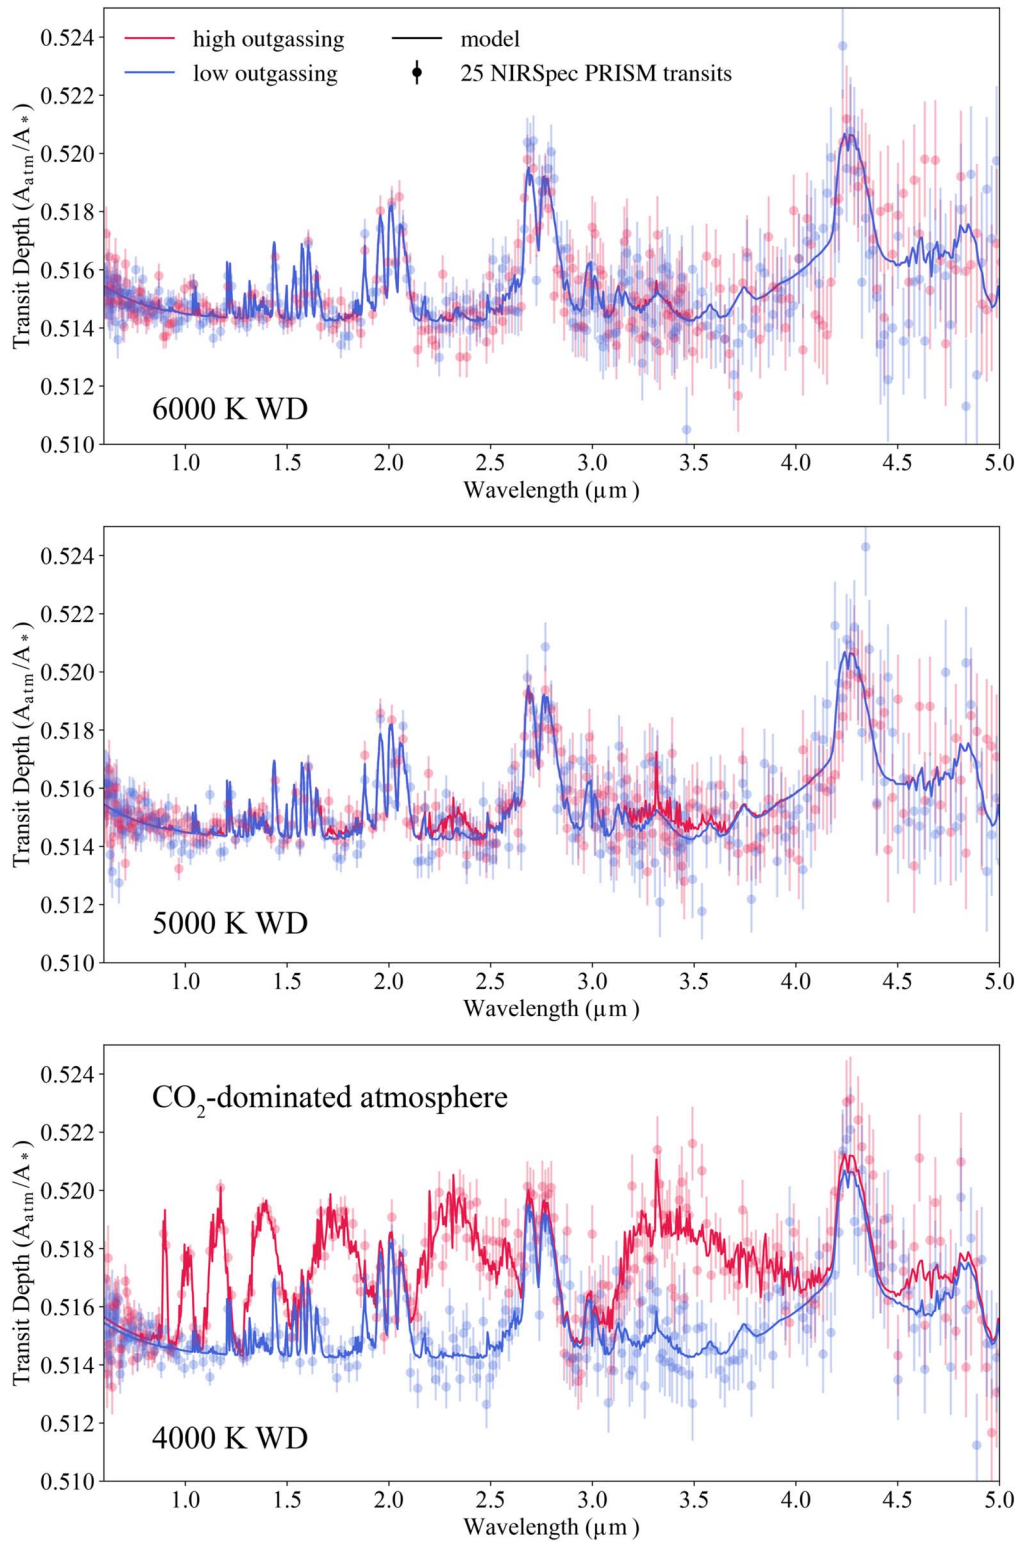 high outgassing
model
low outgassing
25 NIRSpec PRISM transits
0.524
0.522
0.520
0.518
0.516
0.514
0.512
0.510
Transit Depth (A_atm/A_*)
6000 K WD
1.0 1.5 2.0 2.5 3.0 3.5 4.0 4.5 5.0
Wavelength (μm)
0.524
0.522
0.520
0.518
0.516
0.514
0.512
0.510
Transit Depth (A_atm/A_*)
5000 K WD
1.0 1.5 2.0 2.5 3.0 3.5 4.0 4.5 5.0
Wavelength (μm)
CO₂-dominated atmosphere
0.524
0.522
0.520
0.518
0.516
0.514
0.512
0.510
Transit Depth (A_atm/A_*)
4000 K WD
1.0 1.5 2.0 2.5 3.0 3.5 4.0 4.5 5.0
Wavelength (μm)